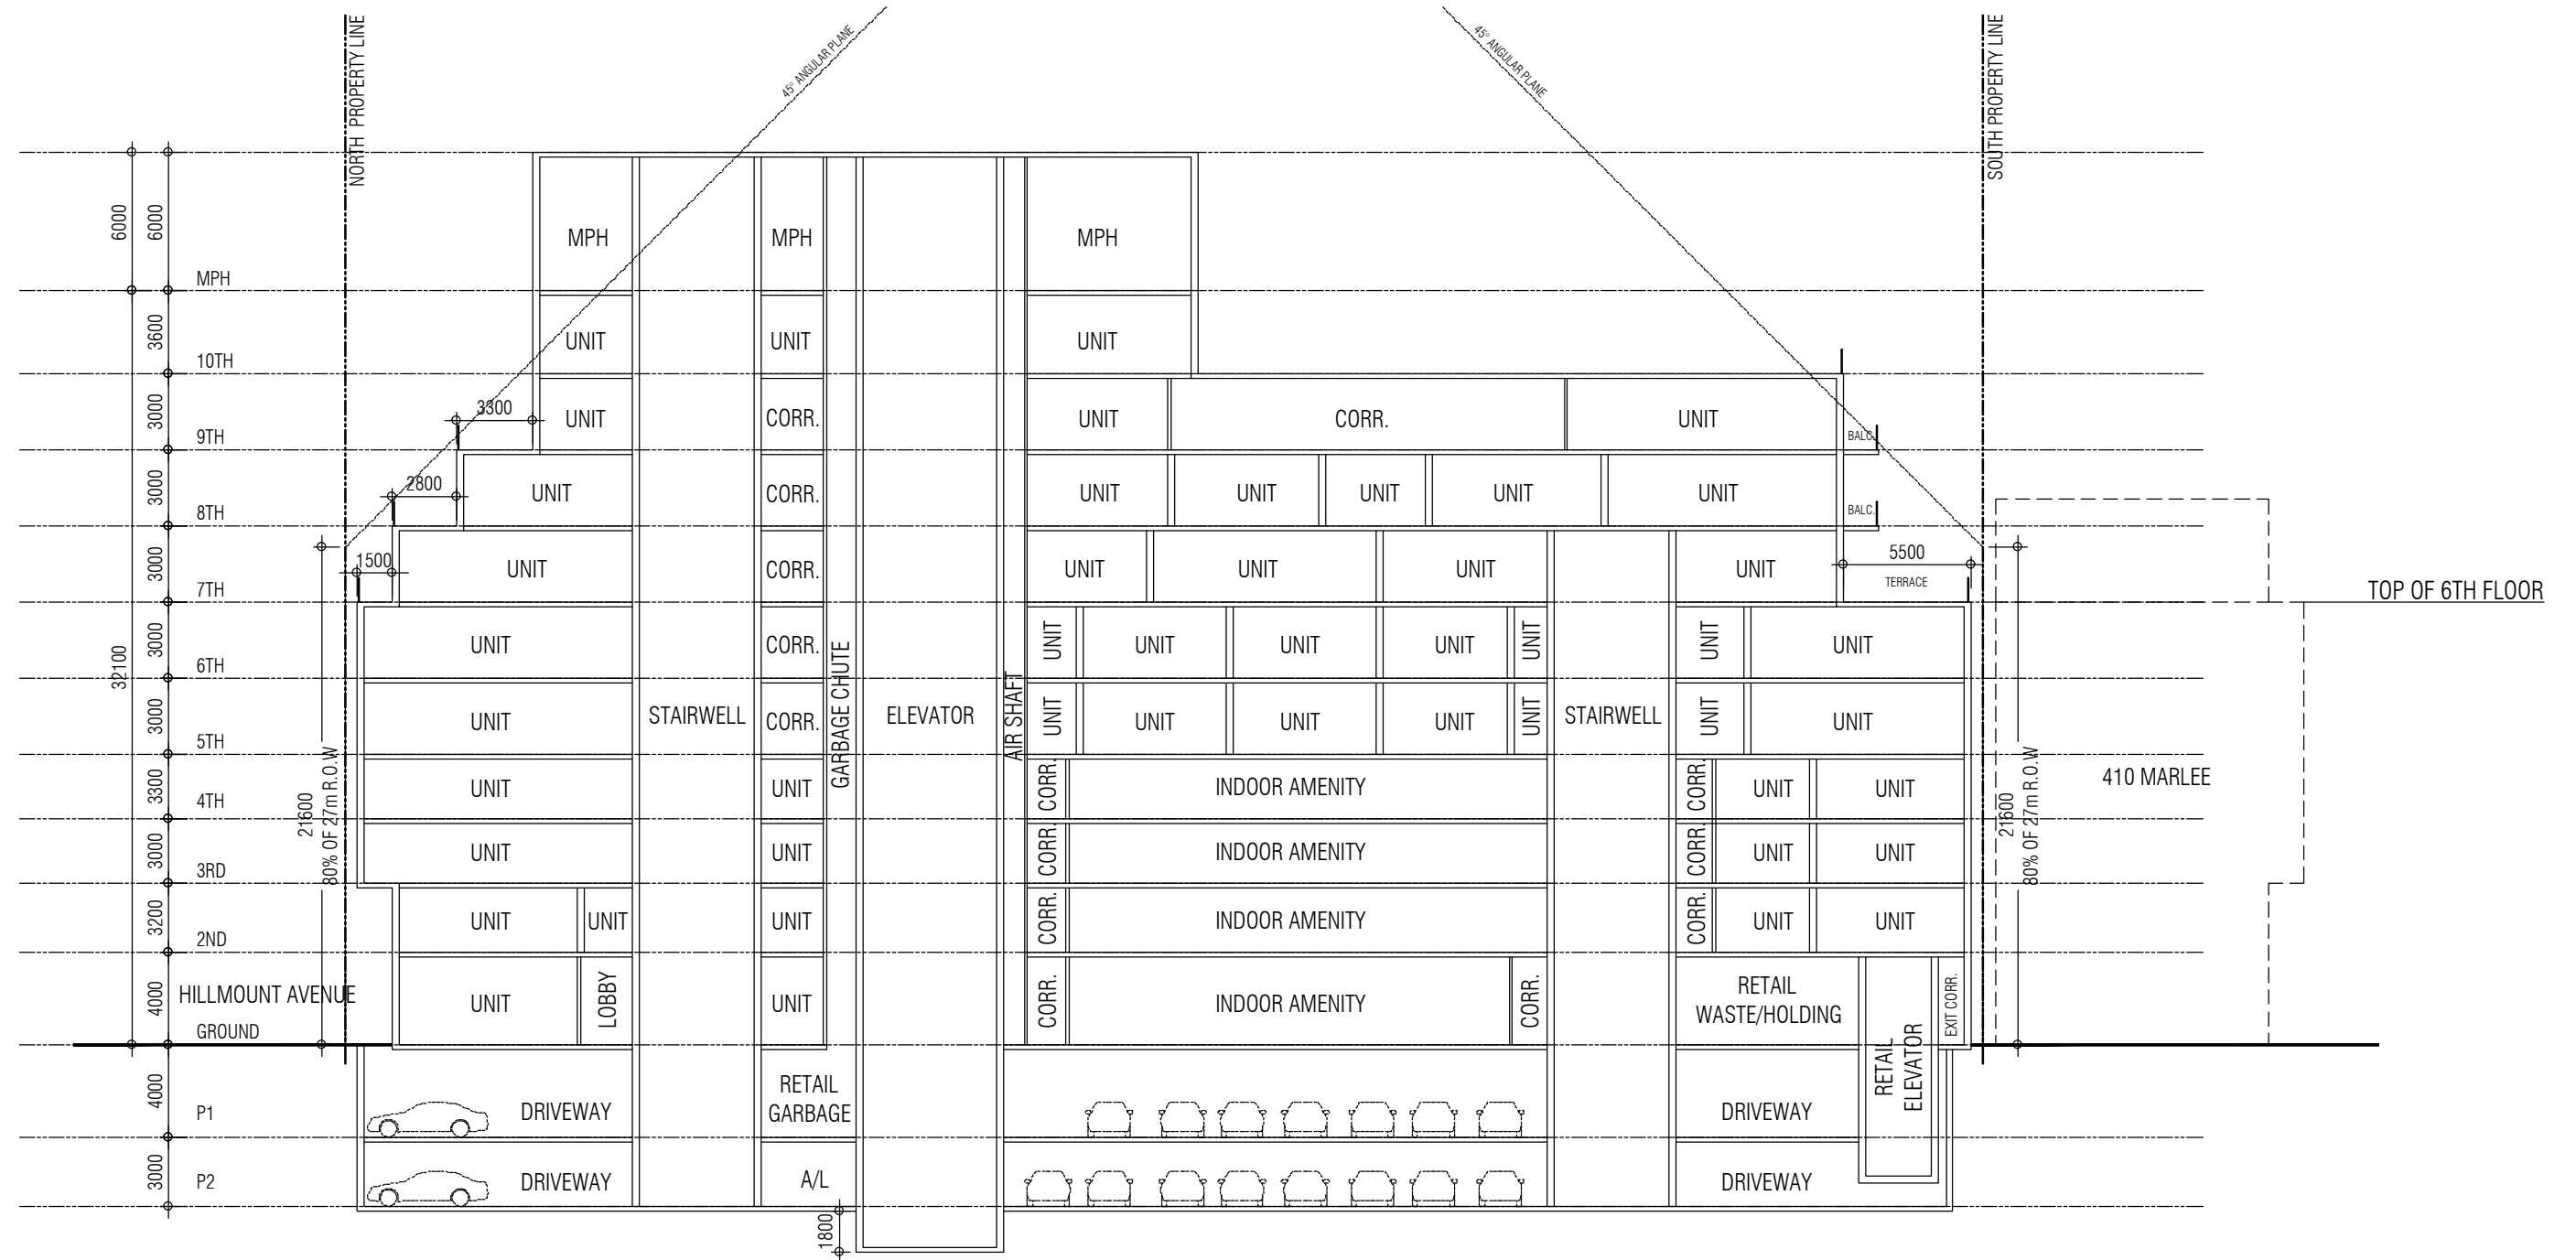 NORTH PROPERTY LINE
45° ANGULAR PLANE
45° ANGULAR PLANE
SOUTH PROPERTY LINE
6000
6000
MPH
MPH
MPH
MPH
3600
UNIT
UNIT
UNIT
10TH
3300
3000
UNIT
CORR.
UNIT
CORR.
UNIT
9TH
BALC.
2800
3000
UNIT
CORR.
UNIT
UNIT
UNIT
UNIT
UNIT
8TH
BALC.
1500
3000
UNIT
CORR.
UNIT
UNIT
UNIT
UNIT
5500
TERRACE
7TH
TOP OF 6TH FLOOR
32100
3000
UNIT
CORR.
UNIT
UNIT
UNIT
UNIT
UNIT
UNIT
UNIT
6TH
3000
UNIT
STAIRWELL
CORR.
GARBAGE CHUTE
ELEVATOR
AIR SHAFT
UNIT
UNIT
UNIT
UNIT
UNIT
STAIRWELL
UNIT
UNIT
5TH
3300
UNIT
UNIT
CORR.
INDOOR AMENITY
CORR.
UNIT
UNIT
410 MARLEE
4TH
21600
80% OF 27m R.O.W
21600
80% OF 27m R.O.W
3000
UNIT
UNIT
CORR.
INDOOR AMENITY
CORR.
UNIT
UNIT
3RD
3200
UNIT
UNIT
UNIT
CORR.
INDOOR AMENITY
CORR.
UNIT
UNIT
2ND
4000
HILLMOUNT AVENUE
UNIT
LOBBY
UNIT
CORR.
INDOOR AMENITY
CORR.
RETAIL
WASTE/HOLDING
EXIT CORR.
GROUND
RETAIL
ELEVATOR
4000
P1
DRIVEWAY
RETAIL
GARBAGE
DRIVEWAY
3000
P2
DRIVEWAY
A/L
DRIVEWAY
1800